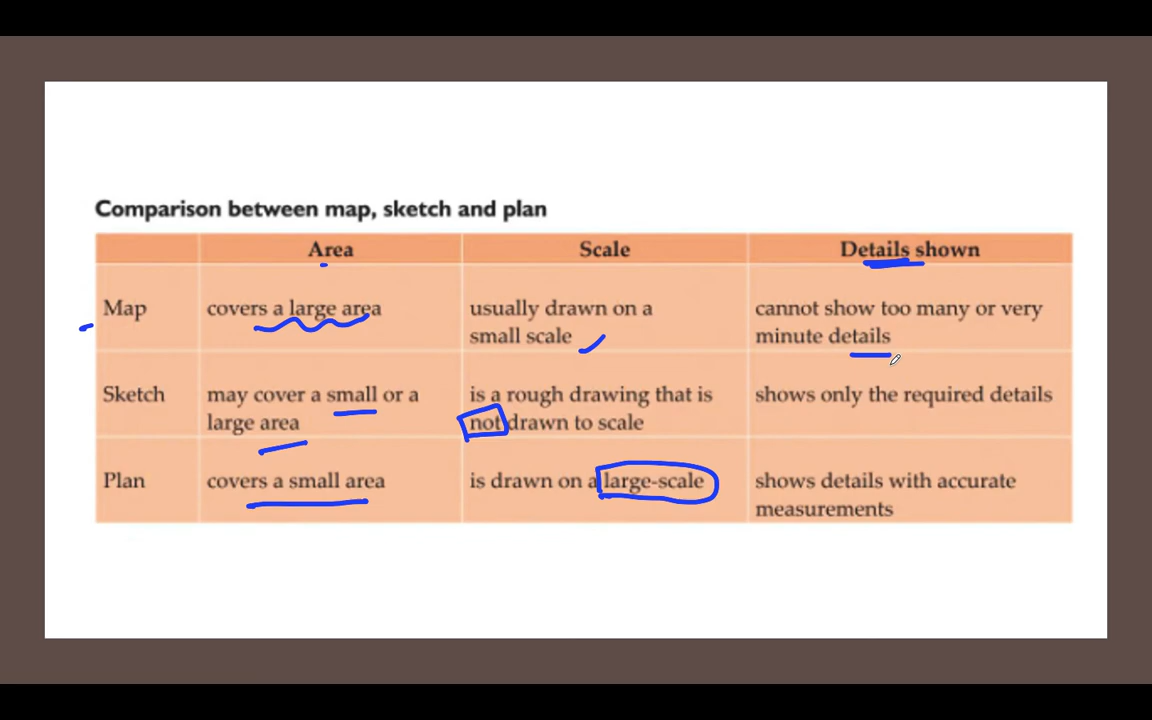 Comparison between map, sketch and plan
Area Scale Details shown
Map covers a large area usually drawn on a cannot show too many or very
small scale minute details
Sketch may cover a small or a is a rough drawing that is shows only the required details
large area not drawn to scale
Plan covers a small area is drawn on a large-scale shows details with accurate
measurements